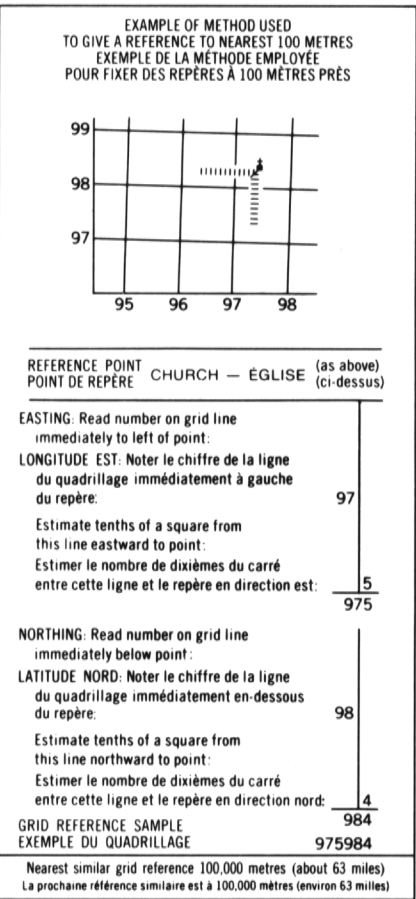 EXAMPLE OF METHOD USED
TO GIVE A REFERENCE TO NEAREST 100 METRES
EXEMPLE DE LA MÉTHODE EMPLOYÉE
POUR FIXER DES REPÈRES À 100 MÈTRES PRÈS
99
98
97
95 96 97 98
REFERENCE POINT
POINT DE REPÈRE
CHURCH — ÉGLISE
(as above)
(ci-dessus)
EASTING: Read number on grid line
immediately to left of point:
LONGITUDE EST: Noter le chiffre de la ligne
du quadrillage immédiatement à gauche
du repère: 97
Estimate tenths of a square from
this line eastward to point:
Estimer le nombre de dixièmes du carré
entre cette ligne et le repère en direction est: 5
975
NORTHING: Read number on grid line
immediately below point:
LATITUDE NORD: Noter le chiffre de la ligne
du quadrillage immédiatement en-dessous
du repère: 98
Estimate tenths of a square from
this line northward to point:
Estimer le nombre de dixièmes du carré
entre cette ligne et le repère en direction nord: 4
984
GRID REFERENCE SAMPLE
EXEMPLE DU QUADRILLAGE 975984
Nearest similar grid reference 100,000 metres (about 63 miles)
La prochaine référence similaire est à 100,000 mètres (environ 63 milles)